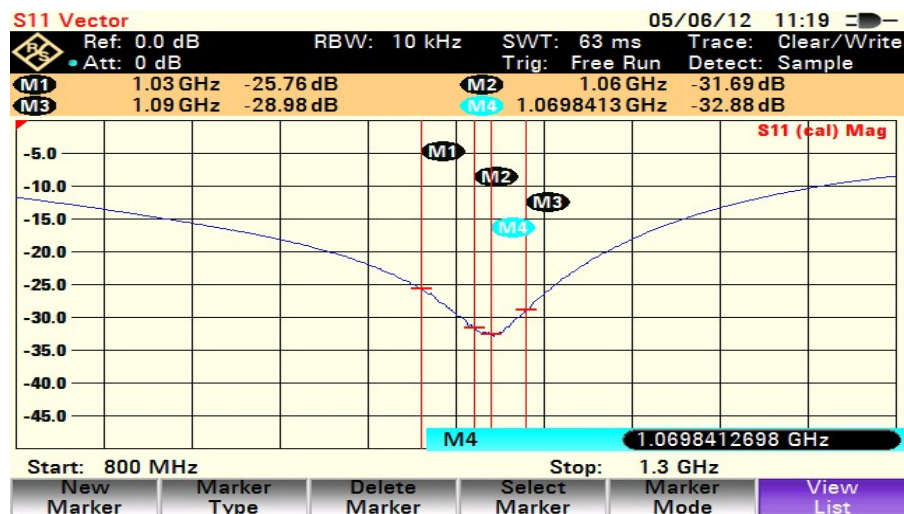 S11 Vector 05/06/12 11:19
R&S Ref: 0.0 dB RBW: 10 kHz SWT: 63 ms Trace: Clear/Write
Att: 0 dB Trig: Free Run Detect: Sample
M1 1.03 GHz -25.76 dB M2 1.06 GHz -31.69 dB
M3 1.09 GHz -28.98 dB M4 1.0698413 GHz -32.88 dB
S11 (cal) Mag
-5.0
M1
M2
-10.0
M3
-15.0
M4
-20.0
-25.0
-30.0
-35.0
-40.0
-45.0
M4 1.0698412698 GHz
Start: 800 MHz Stop: 1.3 GHz
New Marker Delete Select Marker View
Marker Type Marker Marker Mode List